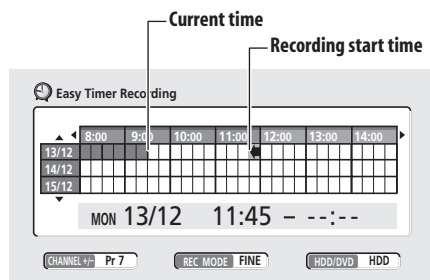 Current time
Recording start time
Easy Timer Recording
8:00 9:00 10:00 11:00 12:00 13:00 14:00
13/12
14/12
15/12
MON 13/12 11:45 – --:--
CHANNEL +/– Pr 7 REC MODE FINE HDD/DVD HDD